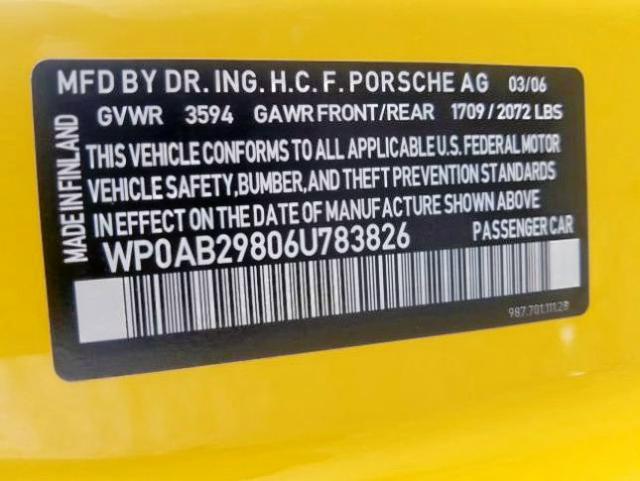 MFD BY DR. ING. H.C. F. PORSCHE AG 03/06
GVWR 3594 GAWR FRONT/REAR 1709 / 2072 LBS
MADE IN FINLAND
THIS VEHICLE CONFORMS TO ALL APPLICABLE U.S. FEDERAL MOTOR
VEHICLE SAFETY, BUMBER, AND THEFT PREVENTION STANDARDS
IN EFFECT ON THE DATE OF MANUFACTURE SHOWN ABOVE
WP0AB29806U783826 PASSENGER CAR
987.701.111.28